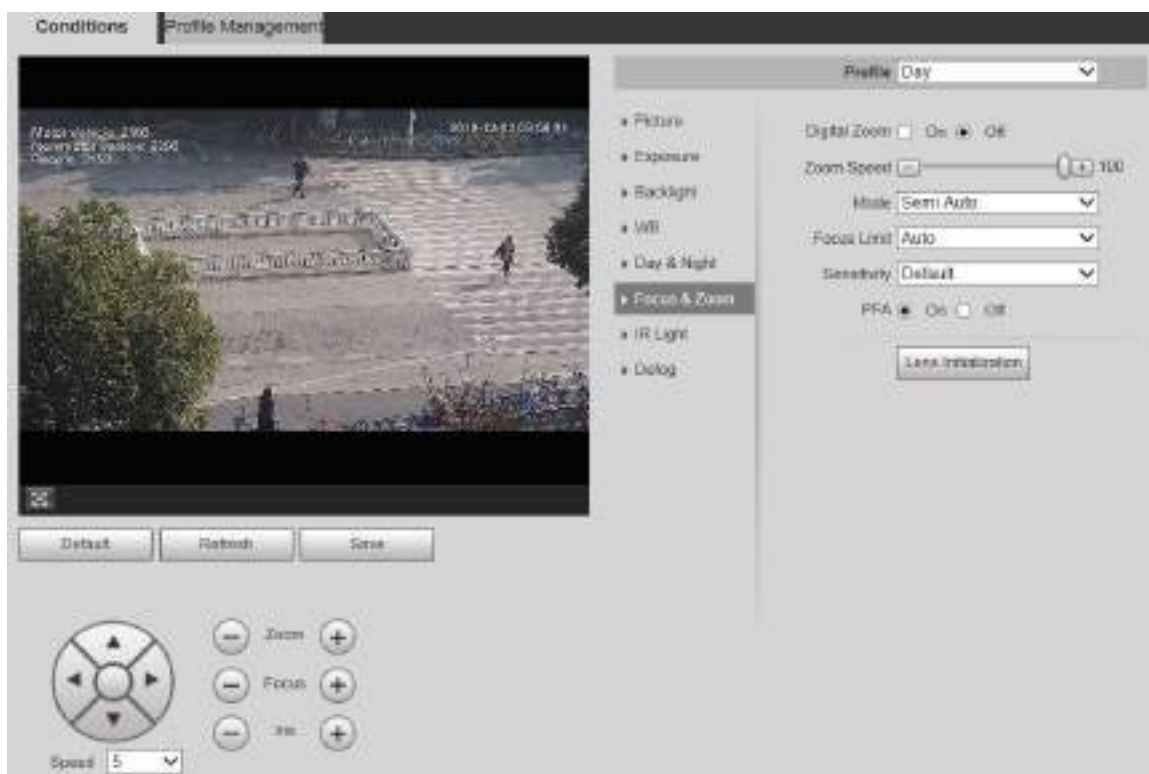 Conditions
Profile Management
Profile Day
Picture
Exposure
Backlight
WB
Day & Night
Focus & Zoom
IR Light
Defog
Digital Zoom On Off
Zoom Speed 100
Mode Semi Auto
Focus Limit Auto
Sensitivity Default
PFA On Off
Lens Initialization
Default Refresh Save
Zoom
Focus
Iris
Speed 5